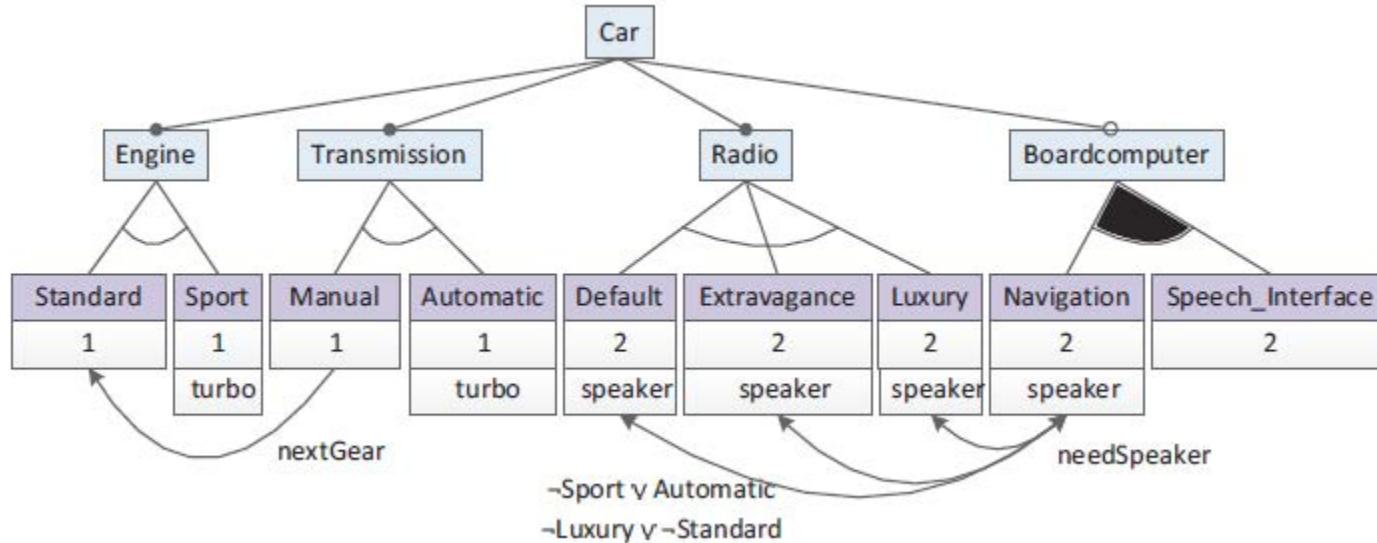 Car
Engine Transmission Radio Boardcomputer
Standard Sport Manual Automatic Default Extravagance Luxury Navigation Speech_Interface
1 1 1 1 2 2 2 2 2
turbo turbo speaker speaker speaker speaker
nextGear needSpeaker
¬Sport ∨ Automatic
¬Luxury ∨ ¬Standard